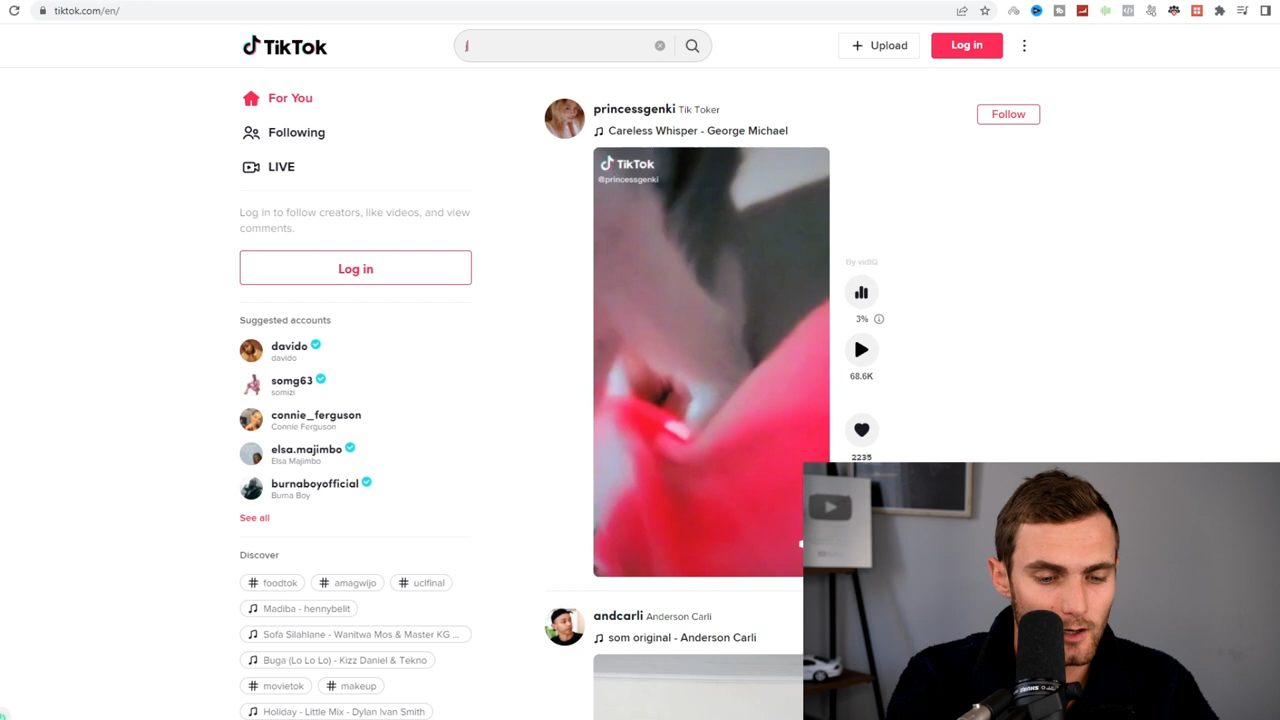 tiktok.com/en/
TikTok
Upload
Log in
For You
Following
LIVE
Log in to follow creators, like videos, and view
comments.
Log in
Suggested accounts
davido
davido
somg63
somizi
connie_ferguson
Connie Ferguson
elsa.majimbo
Elsa Majimbo
burnaboyofficial
Burna Boy
See all
Discover
# foodtok
# amagwijo
# uclfinal
Madiba - hennybelit
Sofa Silahlane - Wanitwa Mos & Master KG ...
Buga (Lo Lo Lo) - Kizz Daniel & Tekno
# movietok
# makeup
Holiday - Little Mix - Dylan Ivan Smith
princessgenki Tik Toker
Careless Whisper - George Michael
Follow
TikTok
@princessgenki
By vidIQ
3%
68.6K
2235
andcarli Anderson Carli
som original - Anderson Carli
SHURE